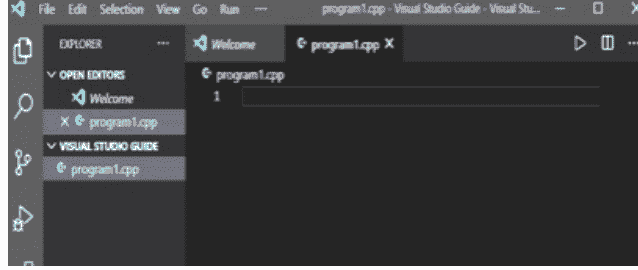 File Edit Selection View Go Run ··· program1.cpp - Visual Studio Guide - Visual Stu...
EXPLORER ··· Welcome program1.cpp X
OPEN EDITORS
program1.cpp
1
Welcome
X program1.cpp
VISUAL STUDIO GUIDE
program1.cpp